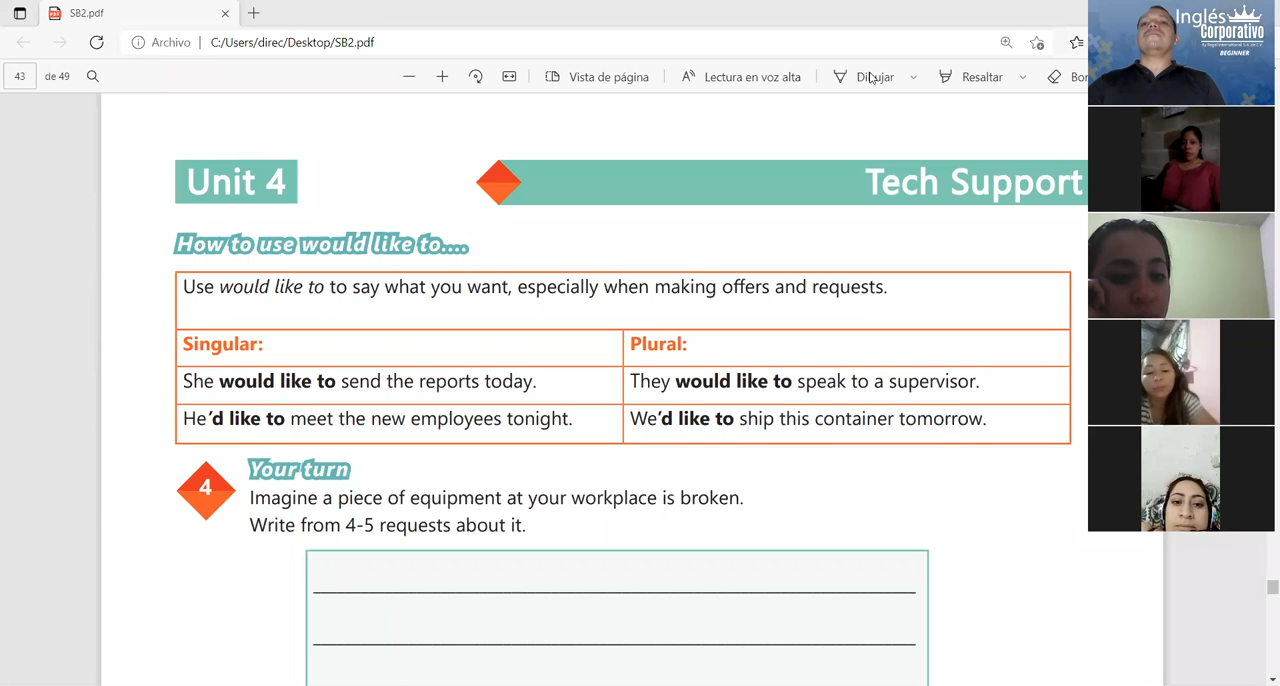 SB2.pdf
Archivo | C:/Users/direc/Desktop/SB2.pdf
43 de 49 Vista de página Lectura en voz alta Dibujar Resaltar
Inglés
Corporativo
BEGINNER
Unit 4 Tech Support
How to use would like to....
Use would like to to say what you want, especially when making offers and requests.
Singular: Plural:
She would like to send the reports today. They would like to speak to a supervisor.
He'd like to meet the new employees tonight. We'd like to ship this container tomorrow.
4 Your turn
Imagine a piece of equipment at your workplace is broken.
Write from 4-5 requests about it.